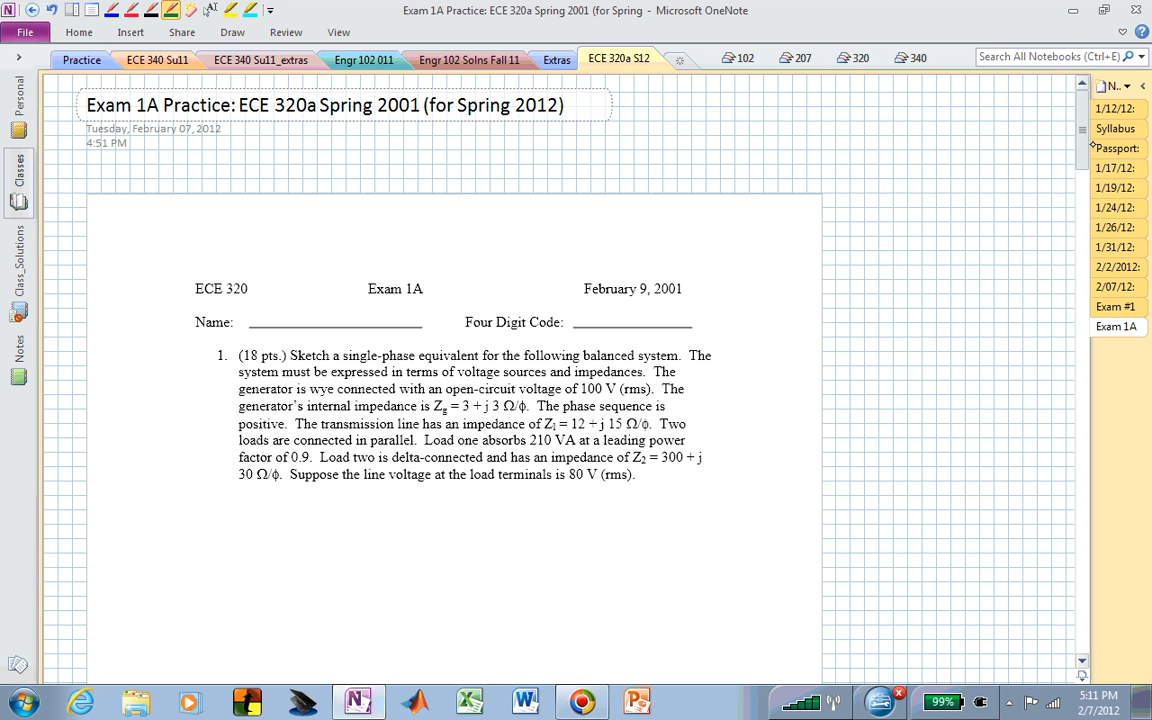 Exam 1A Practice: ECE 320a Spring 2001 (for Spring - Microsoft OneNote
File Home Insert Share Draw Review View
Practice ECE 340 Su11 ECE 340 Su11_extras Engr 102 011 Engr 102 Solns Fall 11 Extras ECE 320a S12 102 207 320 340 Search All Notebooks (Ctrl+E)
Personal
Classes
Class_Solutions
Notes
N..
1/12/12:
Syllabus
Passport:
1/17/12:
1/19/12:
1/24/12:
1/26/12:
1/31/12:
2/2/2012:
2/07/12:
Exam #1
Exam 1A
Exam 1A Practice: ECE 320a Spring 2001 (for Spring 2012)
Tuesday, February 07, 2012
4:51 PM
ECE 320 Exam 1A February 9, 2001
Name: Four Digit Code:
1. (18 pts.) Sketch a single-phase equivalent for the following balanced system. The
system must be expressed in terms of voltage sources and impedances. The
generator is wye connected with an open-circuit voltage of 100 V (rms). The
generator's internal impedance is Zg = 3 + j 3 Ω/ϕ. The phase sequence is
positive. The transmission line has an impedance of Zl = 12 + j 15 Ω/ϕ. Two
loads are connected in parallel. Load one absorbs 210 VA at a leading power
factor of 0.9. Load two is delta-connected and has an impedance of Z2 = 300 + j
30 Ω/ϕ. Suppose the line voltage at the load terminals is 80 V (rms).
99%
5:11 PM
2/7/2012